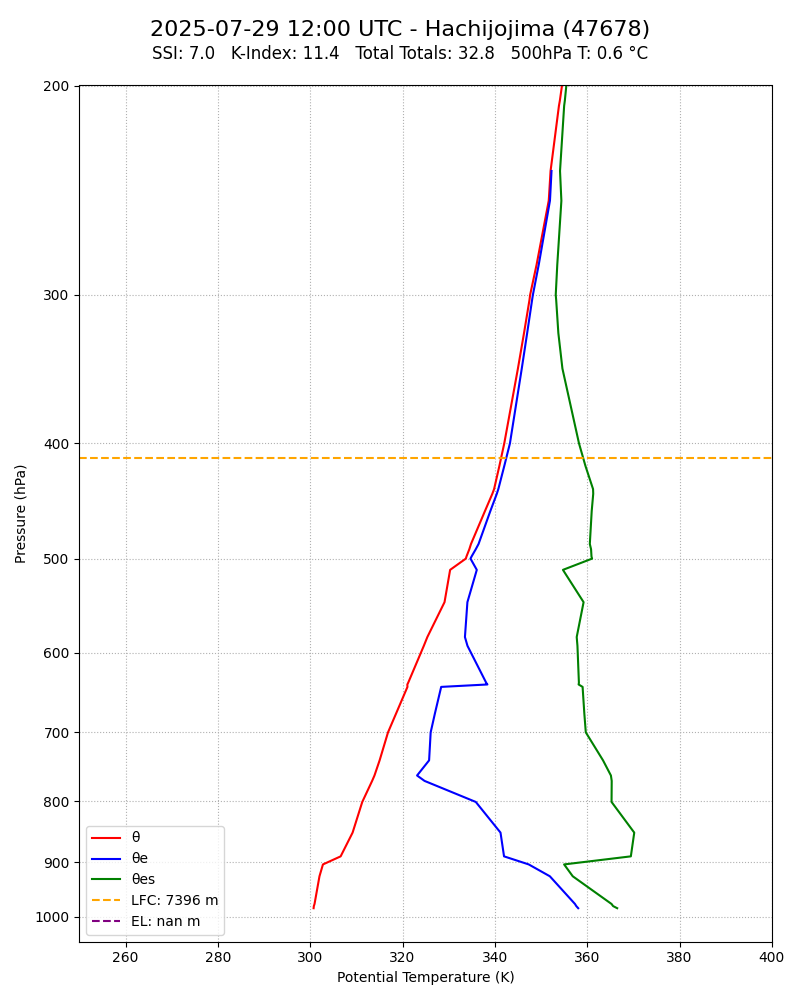 2025-07-29 12:00 UTC - Hachijojima (47678)
SSI: 7.0   K-Index: 11.4   Total Totals: 32.8   500hPa T: 0.6 °C
200
300
400
500
600
700
800
900
1000
Pressure (hPa)
θ
θe
θes
LFC: 7396 m
EL: nan m
260 280 300 320 340 360 380 400
Potential Temperature (K)